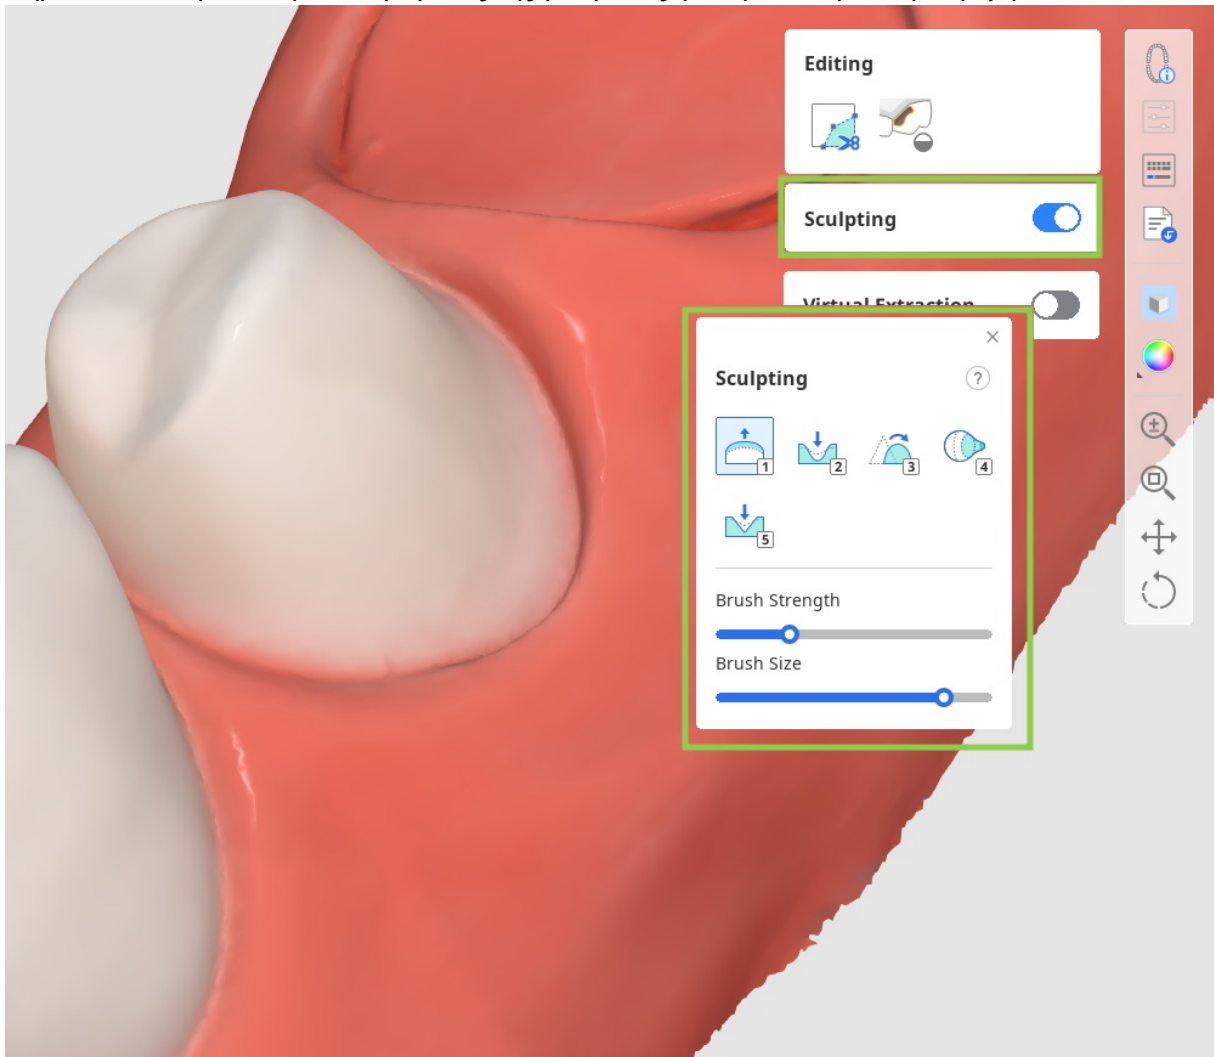 Editing
Sculpting
Virtual Extraction
Sculpting
?
1
2
3
4
5
Brush Strength
Brush Size